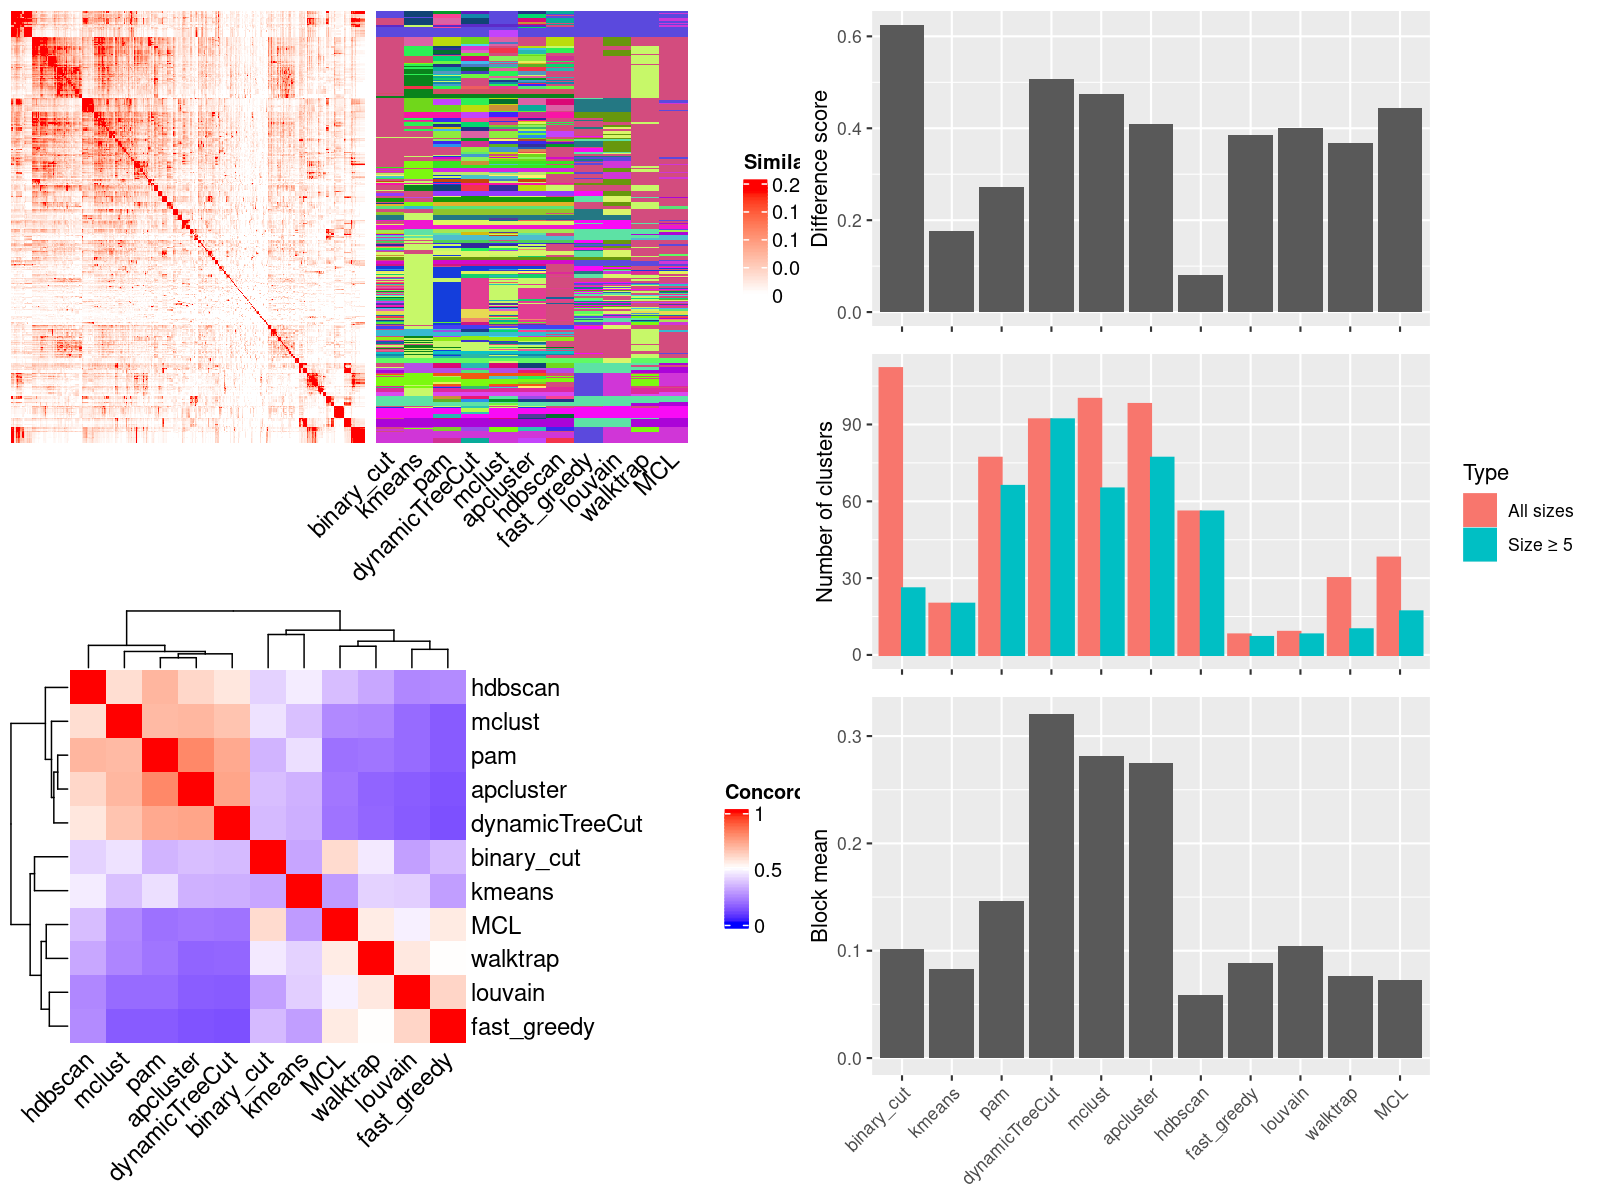 Simila
0.2
0.1
0.1
0.0
0
binary_cut
kmeans
pam
dynamicTreeCut
mclust
apcluster
hdbscan
fast_greedy
louvain
walktrap
MCL
hdbscan
mclust
pam
apcluster
dynamicTreeCut
binary_cut
kmeans
MCL
walktrap
louvain
fast_greedy
hdbscan
mclust
pam
apcluster
dynamicTreeCut
binary_cut
kmeans
MCL
walktrap
louvain
fast_greedy
Concord
1
0.5
0
Difference score
0.6
0.4
0.2
0.0
Number of clusters
90
60
30
0
Type
All sizes
Size ≥ 5
Block mean
0.3
0.2
0.1
0.0
binary_cut
kmeans
pam
dynamicTreeCut
mclust
apcluster
hdbscan
fast_greedy
louvain
walktrap
MCL